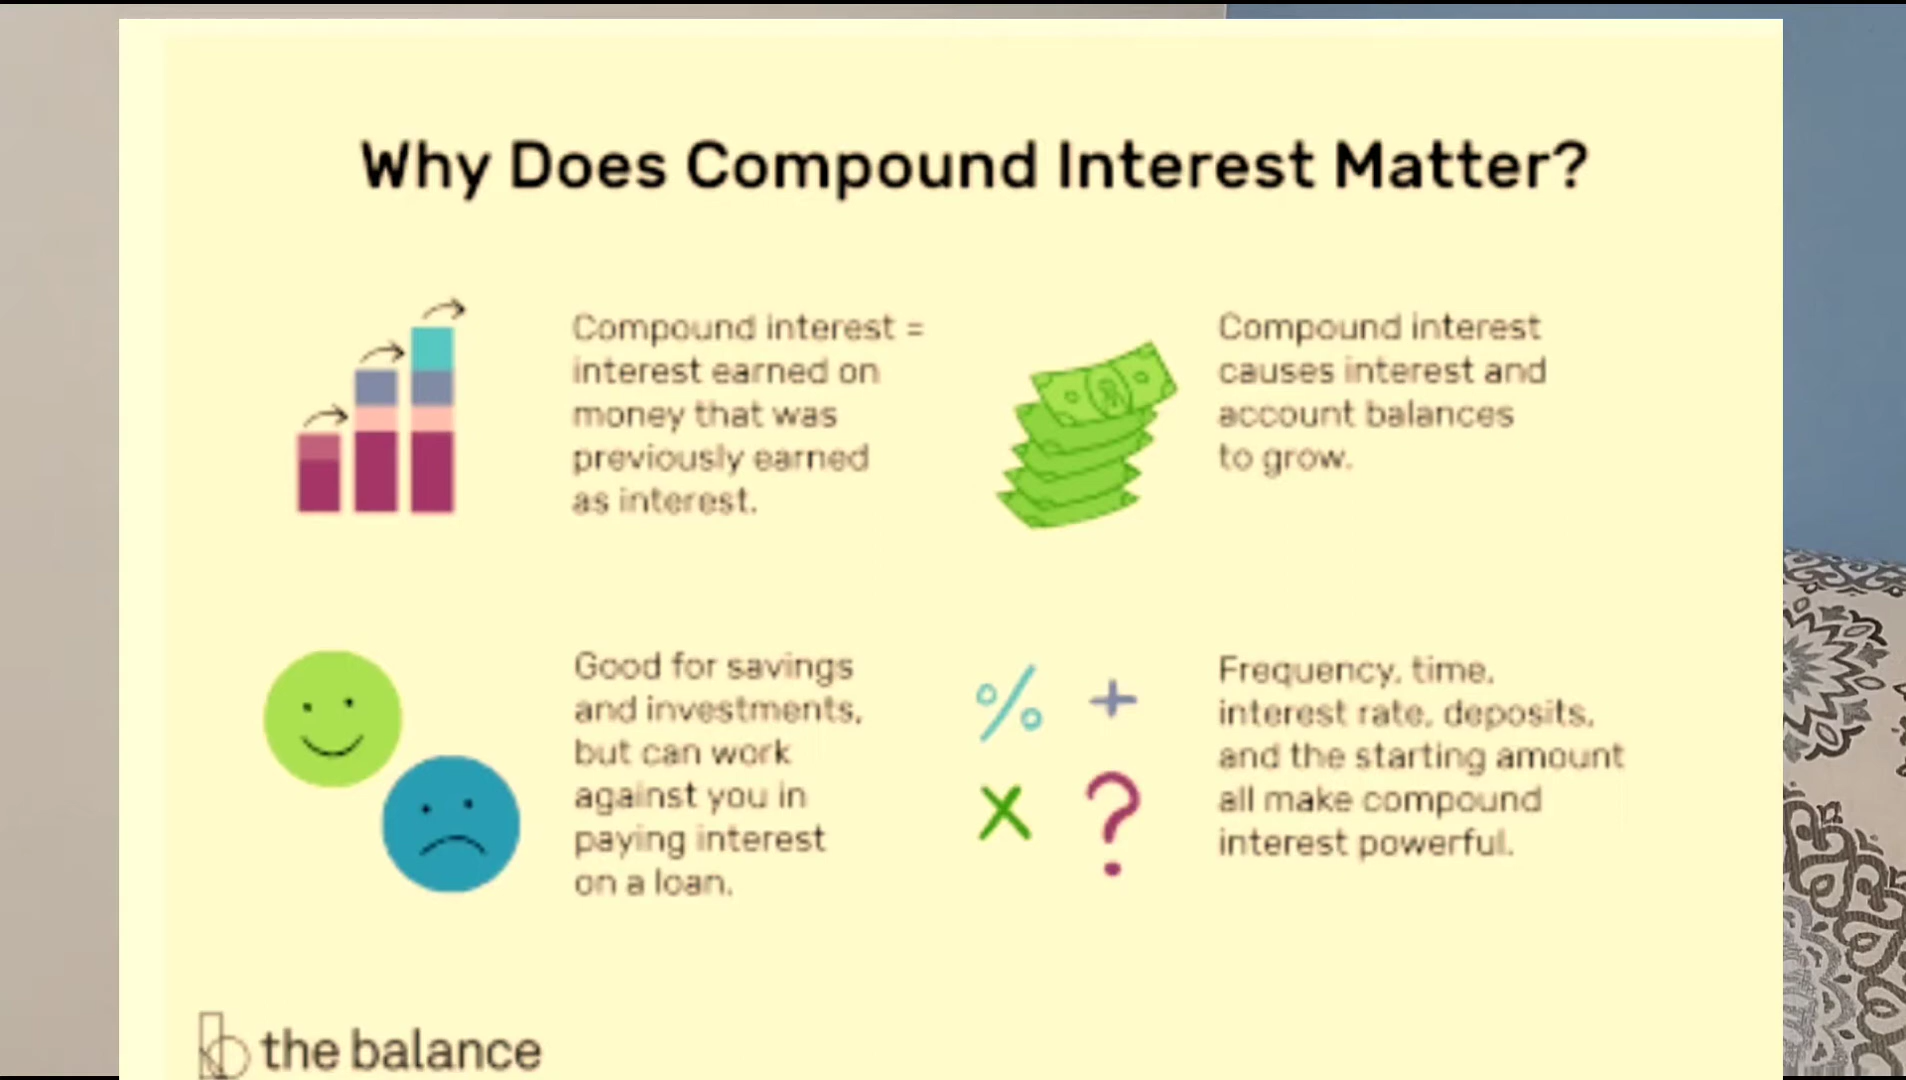 Why Does Compound Interest Matter?
Compound interest =
interest earned on
money that was
previously earned
as interest.
Compound interest
causes interest and
account balances
to grow.
Good for savings
and investments,
but can work
against you in
paying interest
on a loan.
Frequency, time,
interest rate, deposits,
and the starting amount
all make compound
interest powerful.
the balance